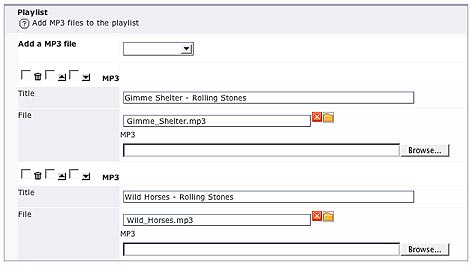 Playlist
? Add MP3 files to the playlist
Add a MP3 file
MP3
Title
Gimme Shelter - Rolling Stones
File
Gimme_Shelter.mp3
MP3
Browse...
MP3
Title
Wild Horses - Rolling Stones
File
Wild_Horses.mp3
MP3
Browse...